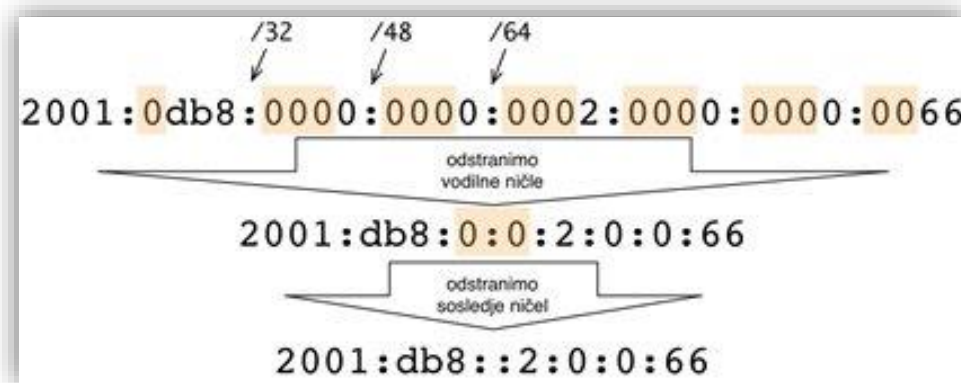 /32 /48 /64
2001:0db8:0000:0000:0002:0000:0000:0066
odstranimo
vodilne ničle
2001:db8:0:0:2:0:0:66
odstranimo
sosledje ničel
2001:db8::2:0:0:66